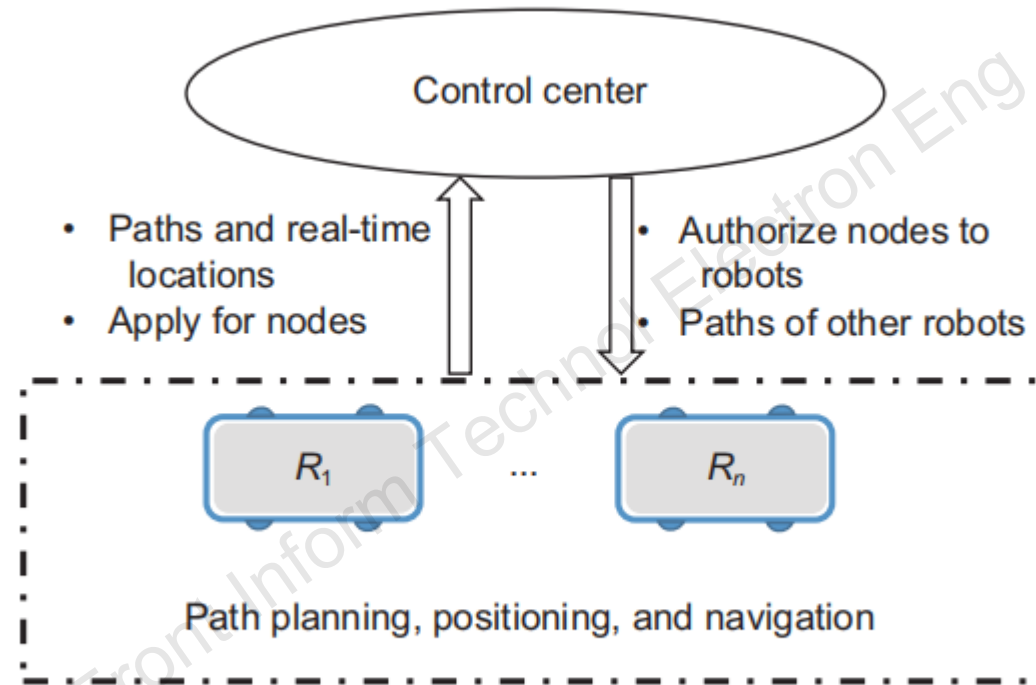 Control center
• Paths and real-time
locations
• Apply for nodes
• Authorize nodes to
robots
• Paths of other robots
R₁
...
Rₙ
Path planning, positioning, and navigation
Front Inform Technol Electron Eng